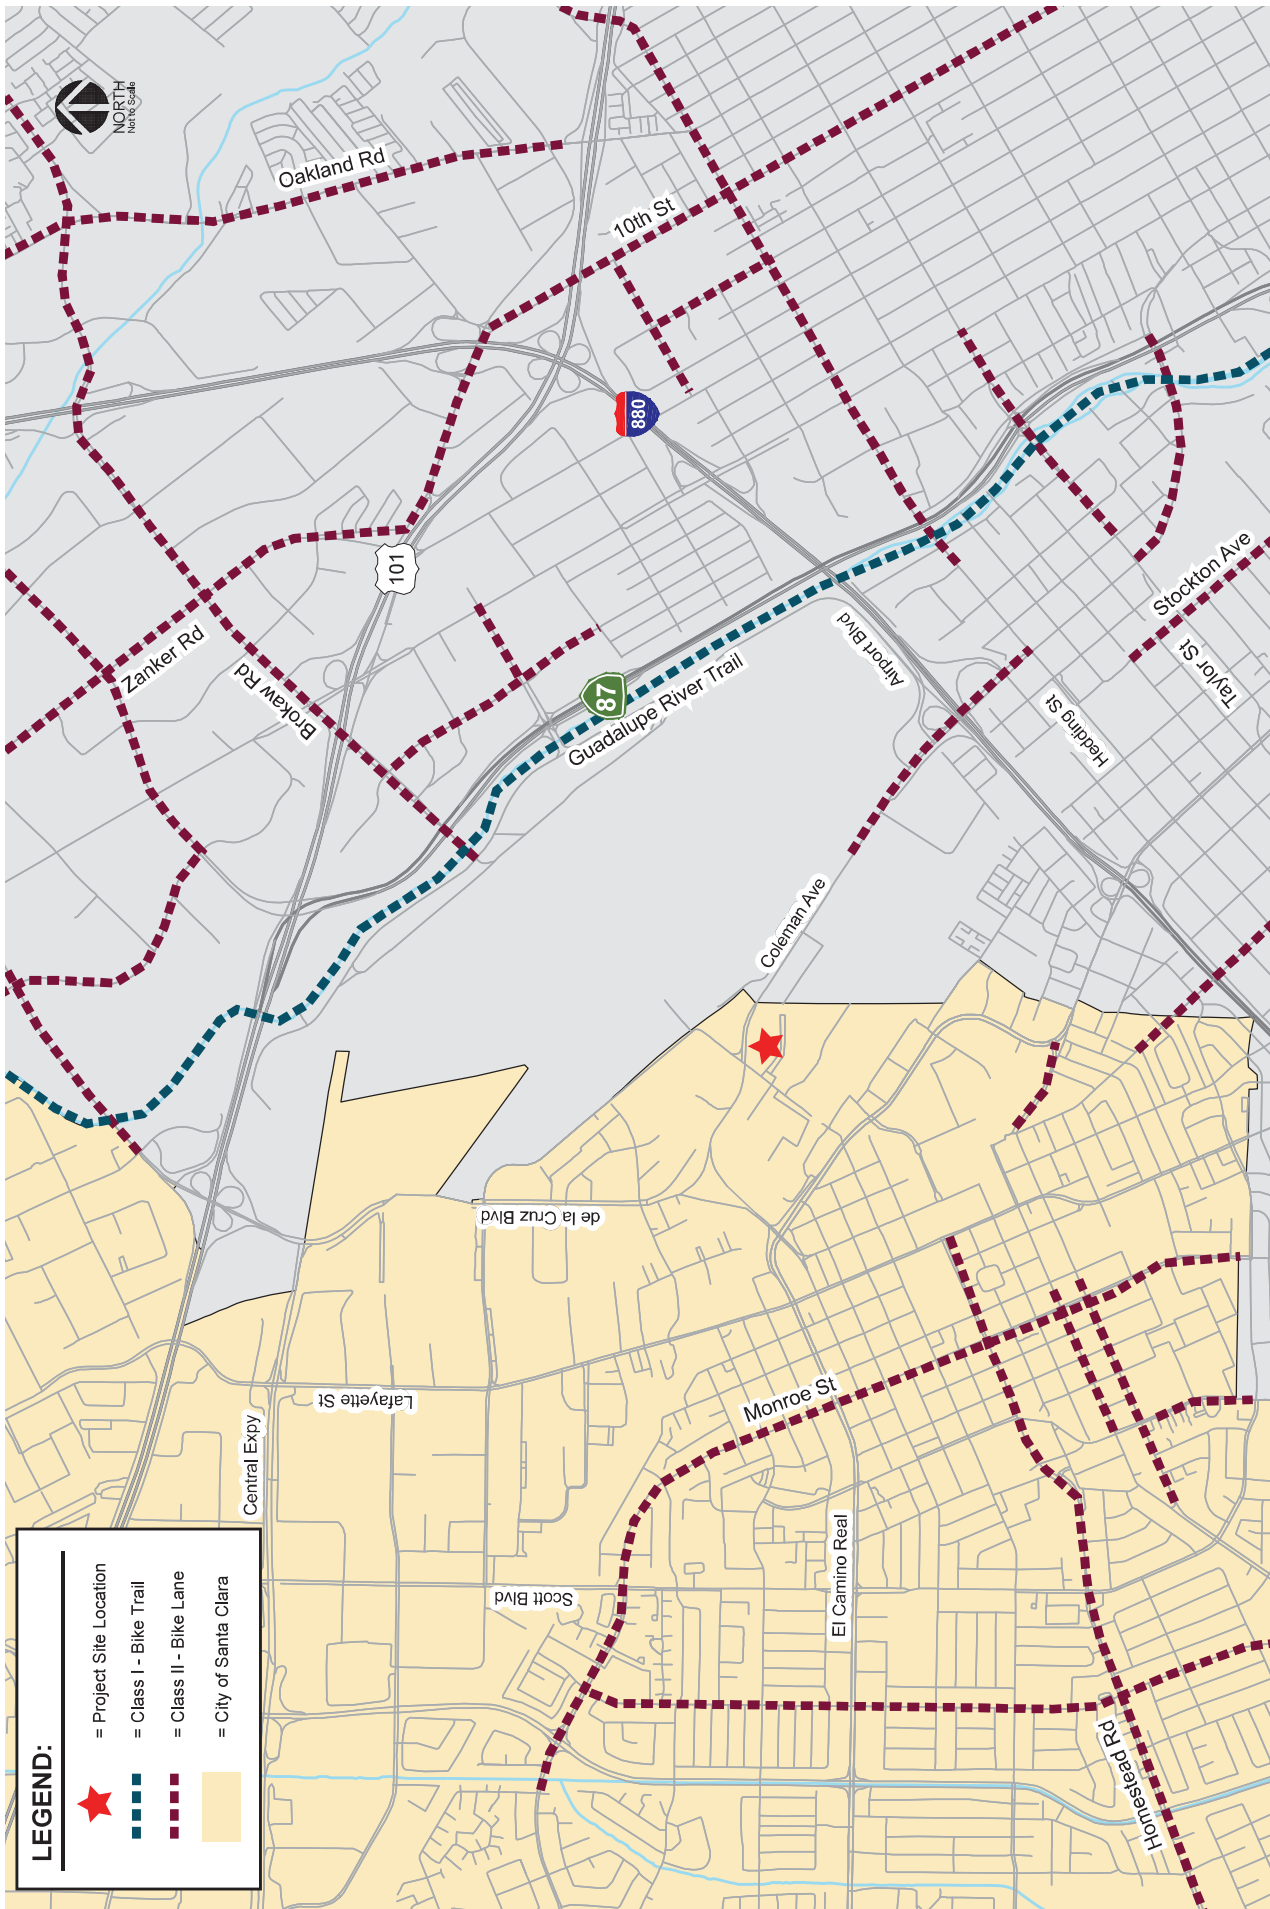 LEGEND:
= Project Site Location
= Class I - Bike Trail
= Class II - Bike Lane
= City of Santa Clara
NORTH
Not to Scale
Oakland Rd
10th St
880
101
Zanker Rd
Brokaw Rd
87
Guadalupe River Trail
Airport Blvd
Stockton Ave
Taylor St
Hedding St
Coleman Ave
de la Cruz Blvd
Lafayette St
Central Expy
Monroe St
Scott Blvd
El Camino Real
Homestead Rd